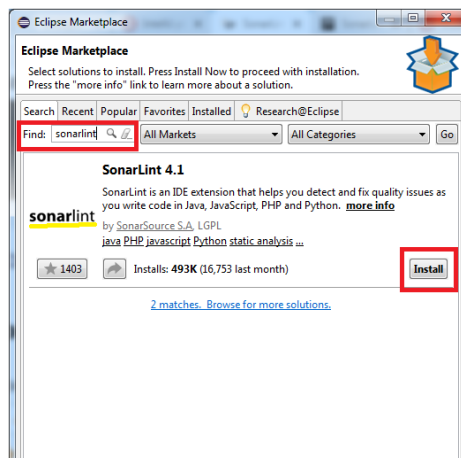 Eclipse Marketplace
Eclipse Marketplace
Select solutions to install. Press Install Now to proceed with installation.
Press the "more info" link to learn more about a solution.
Search Recent Popular Favorites Installed Research@Eclipse
Find: sonarlint All Markets All Categories Go
SonarLint 4.1
SonarLint is an IDE extension that helps you detect and fix quality issues as
you write code in Java, JavaScript, PHP and Python. more info
sonarlint
by SonarSource S.A, LGPL
java PHP javascript Python static analysis ...
1403 Installs: 493K (16,753 last month) Install
2 matches. Browse for more solutions.